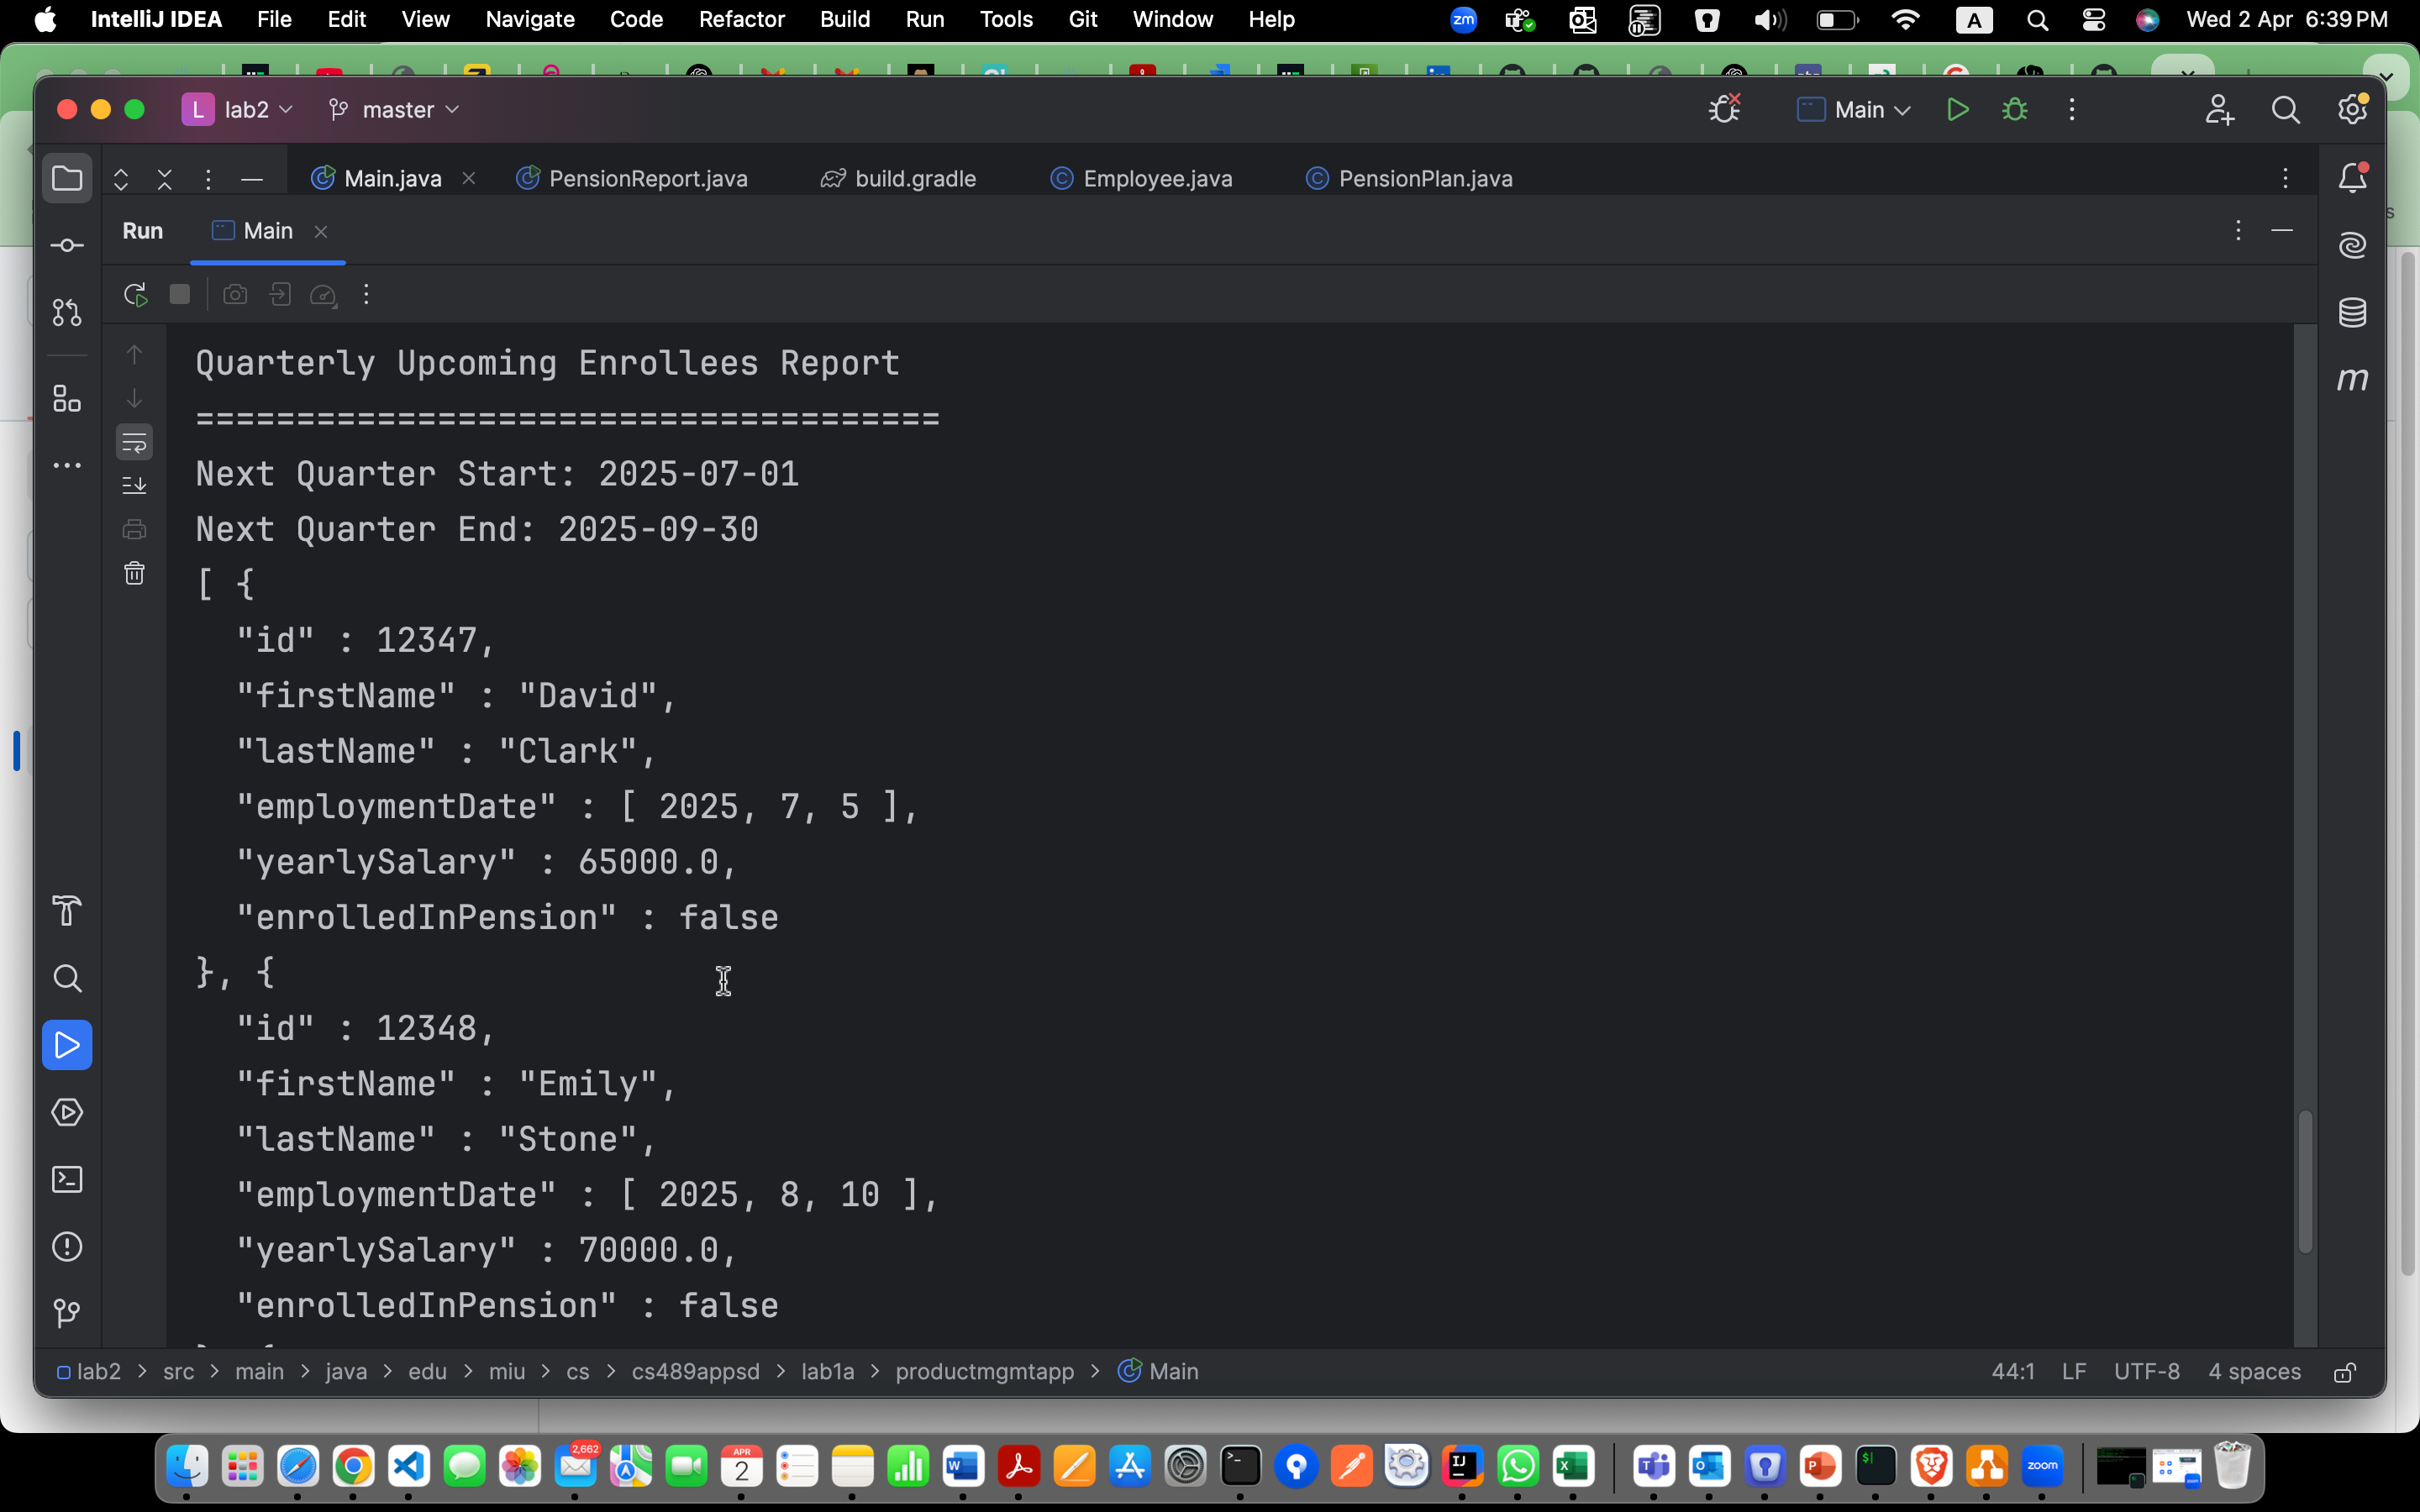 IntelliJ IDEA File Edit View Navigate Code Refactor Build Run Tools Git Window Help zm A Wed 2 Apr 6:39 PM
L lab2 master Main
Main.java PensionReport.java build.gradle Employee.java PensionPlan.java
Run Main
Quarterly Upcoming Enrollees Report
=====================================
Next Quarter Start: 2025-07-01
Next Quarter End: 2025-09-30
[ {
"id" : 12347,
"firstName" : "David",
"lastName" : "Clark",
"employmentDate" : [ 2025, 7, 5 ],
"yearlySalary" : 65000.0,
"enrolledInPension" : false
}, {
"id" : 12348,
"firstName" : "Emily",
"lastName" : "Stone",
"employmentDate" : [ 2025, 8, 10 ],
"yearlySalary" : 70000.0,
"enrolledInPension" : false
m
lab2 > src > main > java > edu > miu > cs > cs489appsd > lab1a > productmgmtapp > Main 44:1 LF UTF-8 4 spaces
2,662 APR 2 W IJ X T O P $ zoom